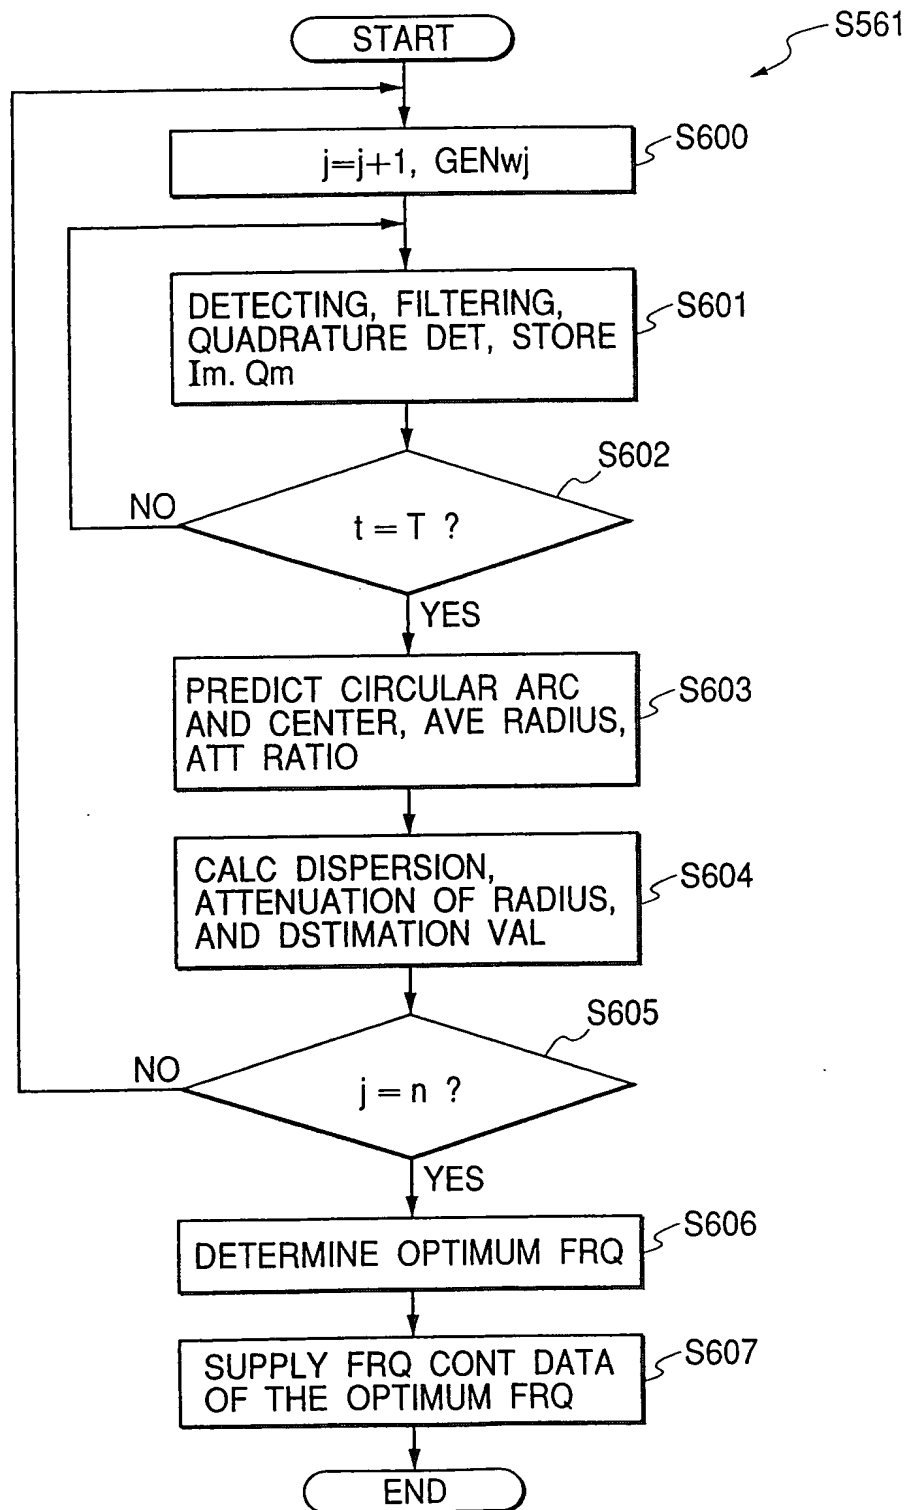 S561
START
j=j+1, GENwj
S600
DETECTING, FILTERING,
QUADRATURE DET, STORE
Im. Qm
S601
S602
NO
t = T ?
YES
PREDICT CIRCULAR ARC
AND CENTER, AVE RADIUS,
ATT RATIO
S603
CALC DISPERSION,
ATTENUATION OF RADIUS,
AND DSTIMATION VAL
S604
S605
NO
j = n ?
YES
DETERMINE OPTIMUM FRQ
S606
SUPPLY FRQ CONT DATA
OF THE OPTIMUM FRQ
S607
END